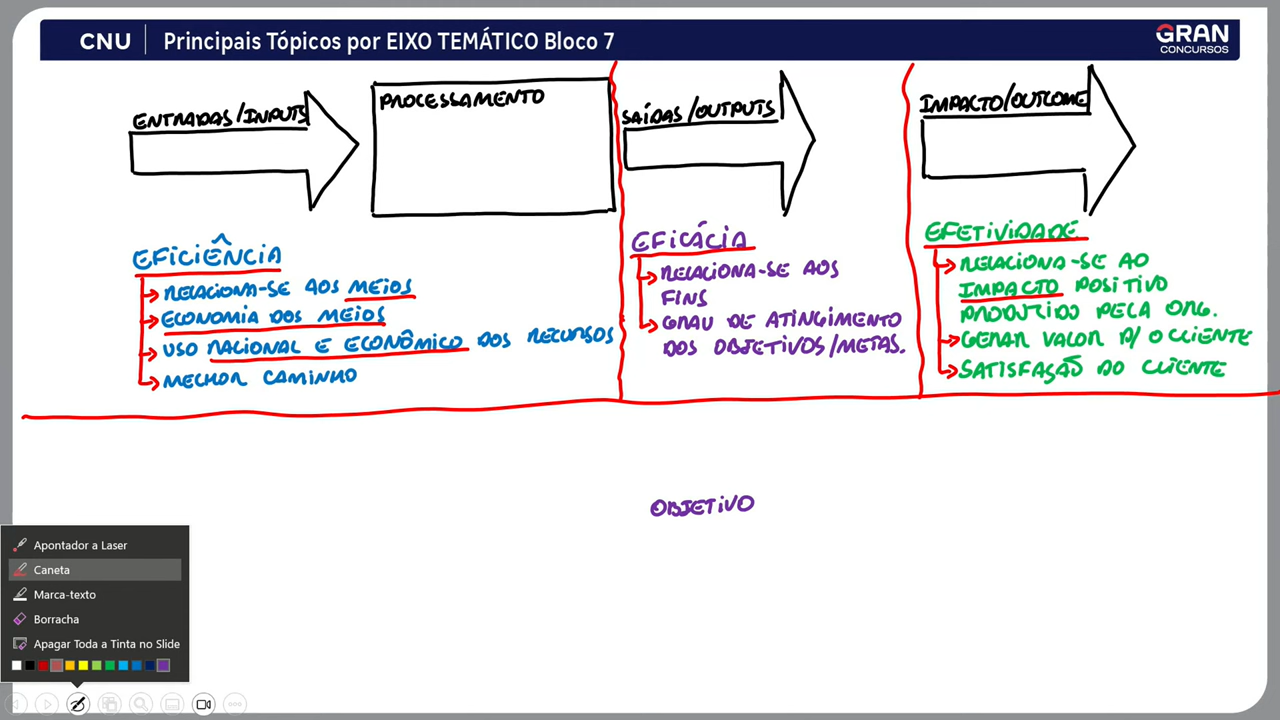 CNU
Principais Tópicos por EIXO TEMÁTICO Bloco 7
GRAN
CONCURSOS
ENTRADAS/INPUTS
PROCESSAMENTO
SAÍDAS/OUTPUTS
IMPACTO/OUTCOME
EFICIÊNCIA
RELACIONA-SE AOS MEIOS
ECONOMIA DOS MEIOS
USO RACIONAL E ECONÔMICO DOS RECURSOS
MELHOR CAMINHO
EFICÁCIA
RELACIONA-SE AOS
FINS
GRAU DE ATINGIMENTO
DOS OBJETIVOS/METAS.
EFETIVIDADE
RELACIONA-SE AO
IMPACTO POSITIVO
PRODUTIDO PELA ORG.
GERAR VALOR P/ O CLIENTE
SATISFAÇÃO DO CLIENTE
OBJETIVO
Apontador a Laser
Caneta
Marca-texto
Borracha
Apagar Toda a Tinta no Slide